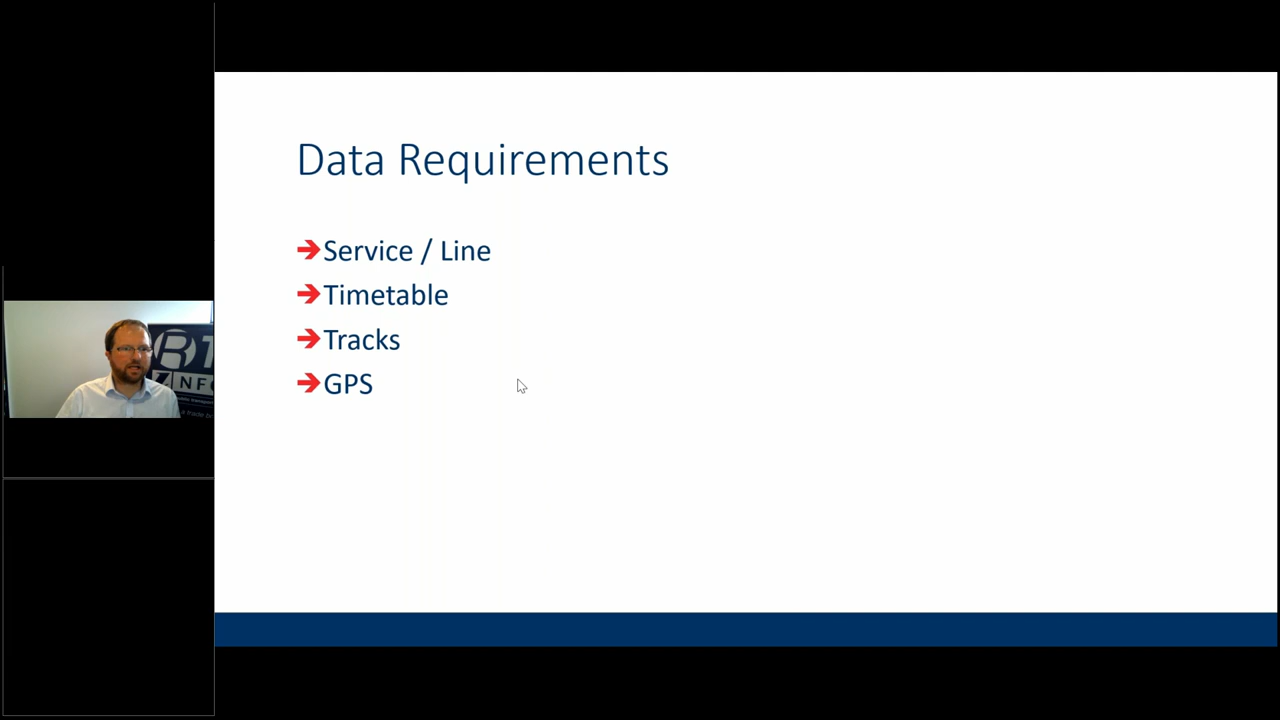 Data Requirements
➔Service / Line
➔Timetable
➔Tracks
➔GPS